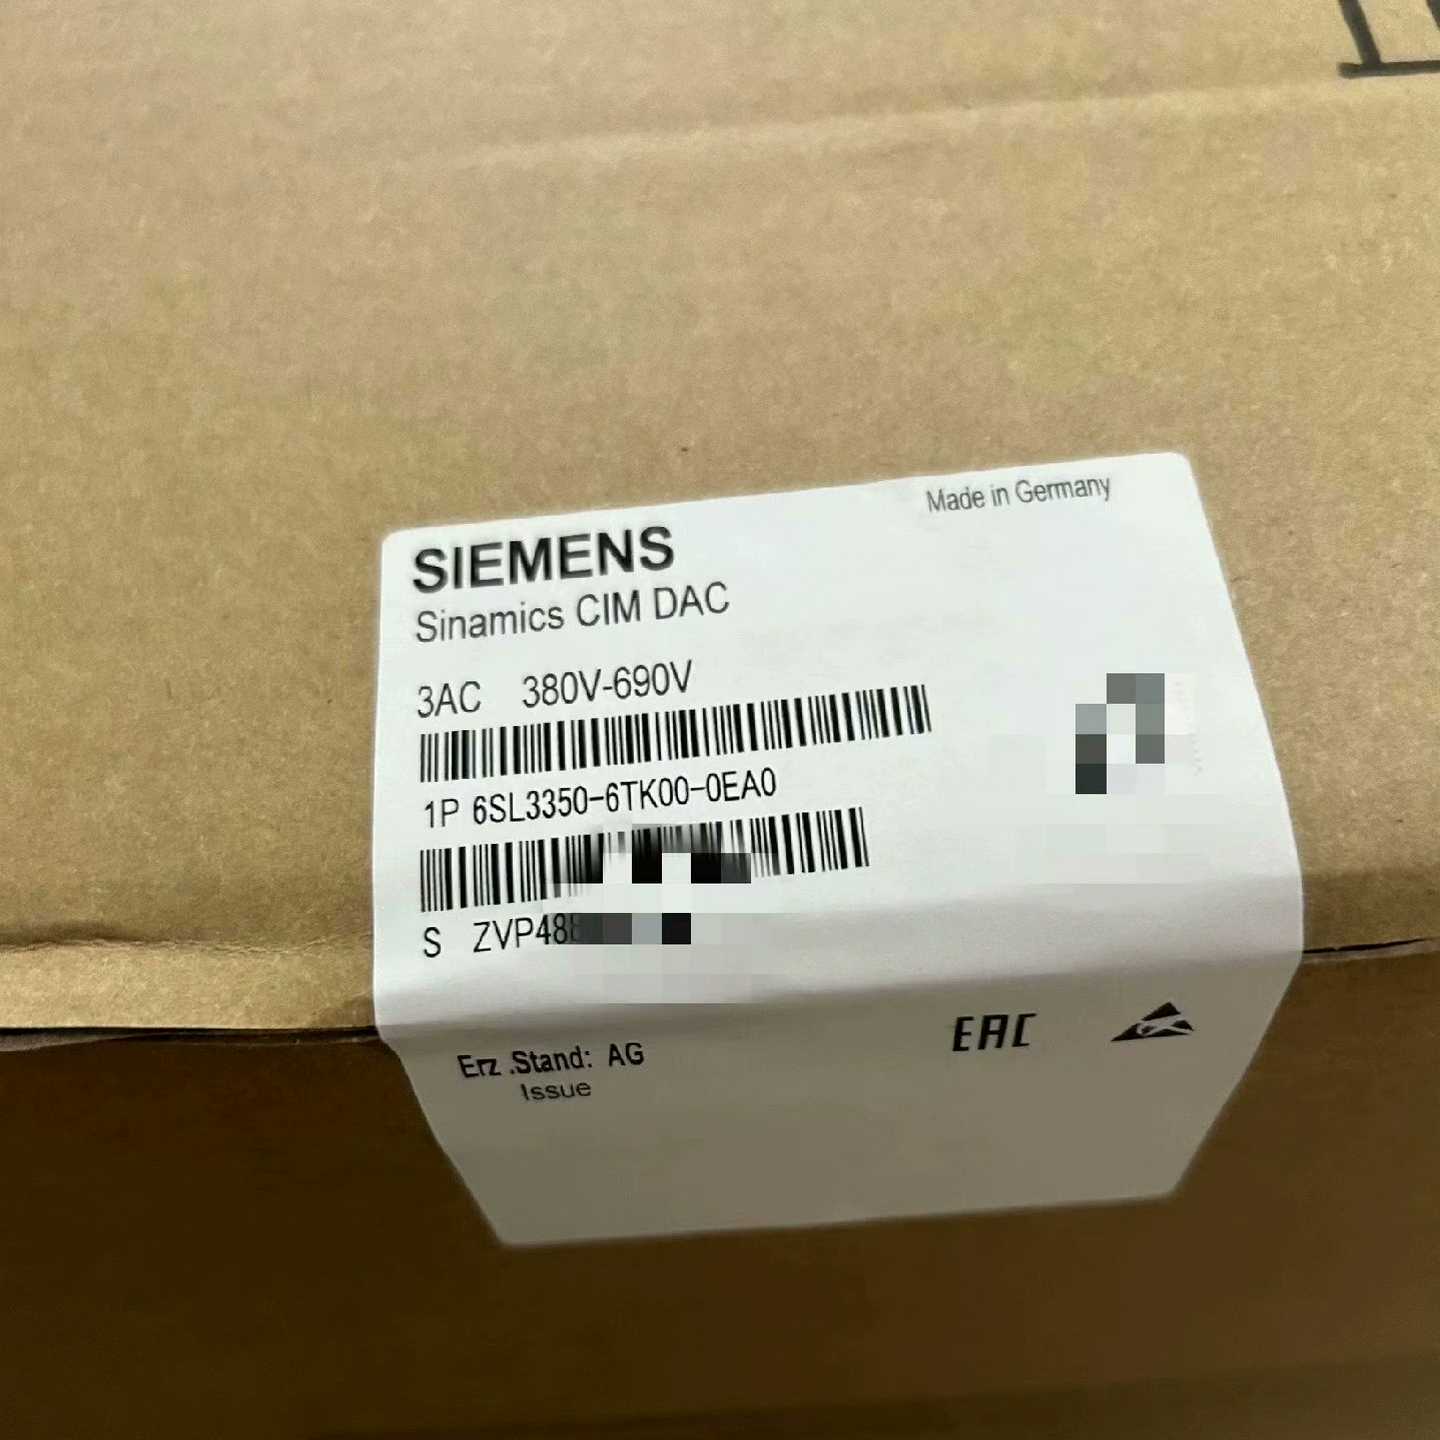 Made in Germany
SIEMENS
Sinamics CIM DAC
3AC 380V-690V
1P 6SL3350-6TK00-0EA0
S ZVP48
EAC
Erz.Stand: AG
Issue